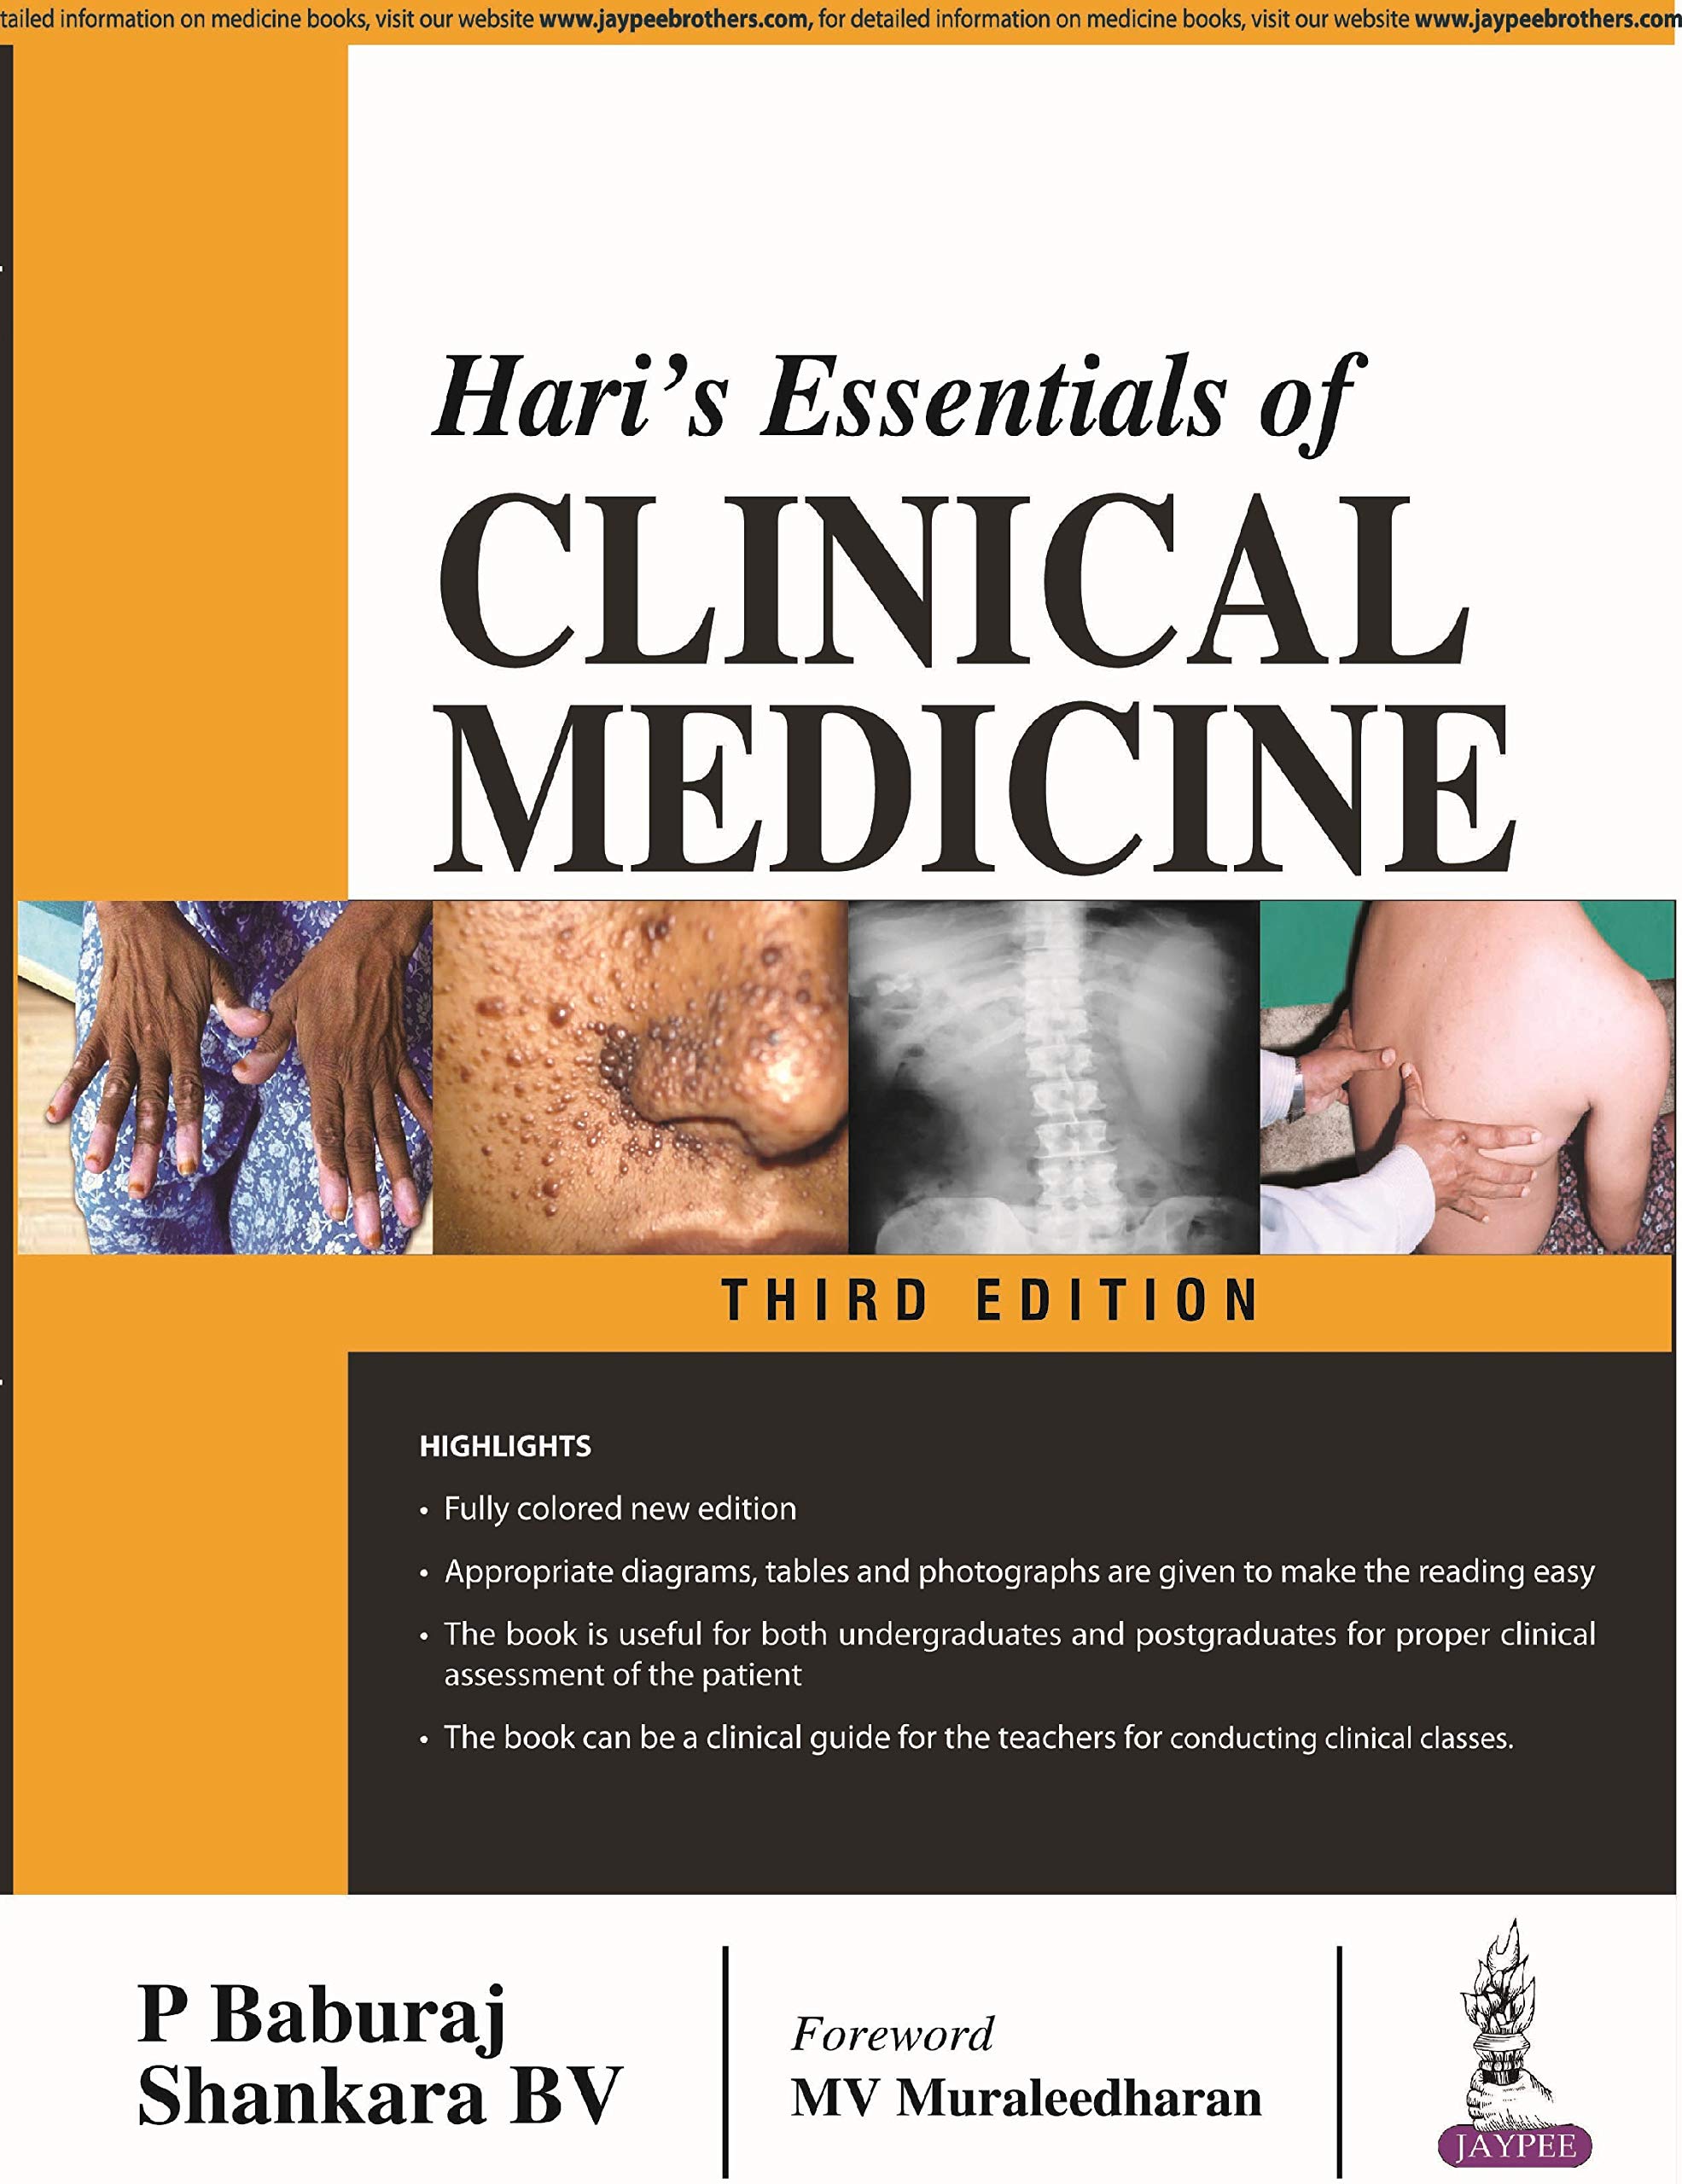 tailed information on medicine books, visit our website www.jaypeebrothers.com, for detailed information on medicine books, visit our website www.jaypeebrothers.com
Hari's Essentials of
CLINICAL
MEDICINE
THIRD EDITION
HIGHLIGHTS
• Fully colored new edition
• Appropriate diagrams, tables and photographs are given to make the reading easy
• The book is useful for both undergraduates and postgraduates for proper clinical
assessment of the patient
• The book can be a clinical guide for the teachers for conducting clinical classes.
P Baburaj
Shankara BV
Foreword
MV Muraleedharan
JAYPEE